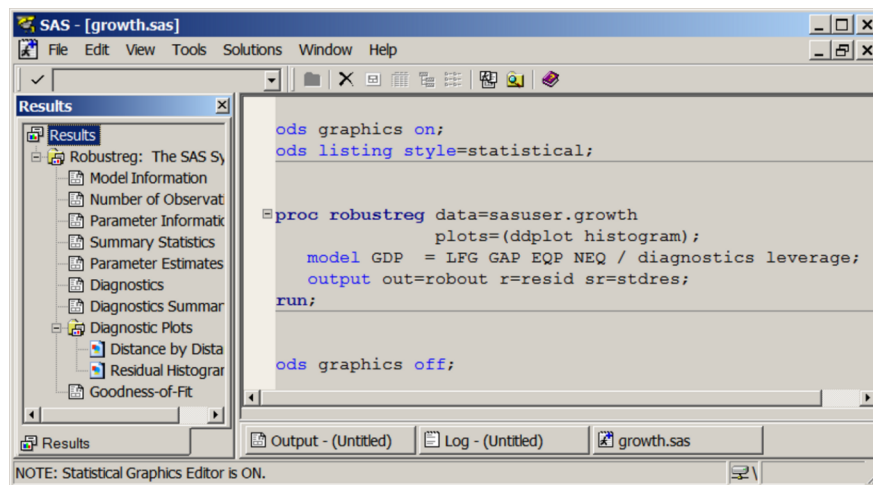 SAS - [growth.sas]
File Edit View Tools Solutions Window Help
Results
Results
Robustreg: The SAS Sy
Model Information
Number of Observati
Parameter Informatic
Summary Statistics
Parameter Estimates
Diagnostics
Diagnostics Summar
Diagnostic Plots
Distance by Dista
Residual Histogran
Goodness-of-Fit
Results
ods graphics on;
ods listing style=statistical;
proc robustreg data=sasuser.growth
plots=(ddplot histogram);
model GDP = LFG GAP EQP NEQ / diagnostics leverage;
output out=robout r=resid sr=stdres;
run;
ods graphics off;
Output - (Untitled) Log - (Untitled) growth.sas
NOTE: Statistical Graphics Editor is ON.